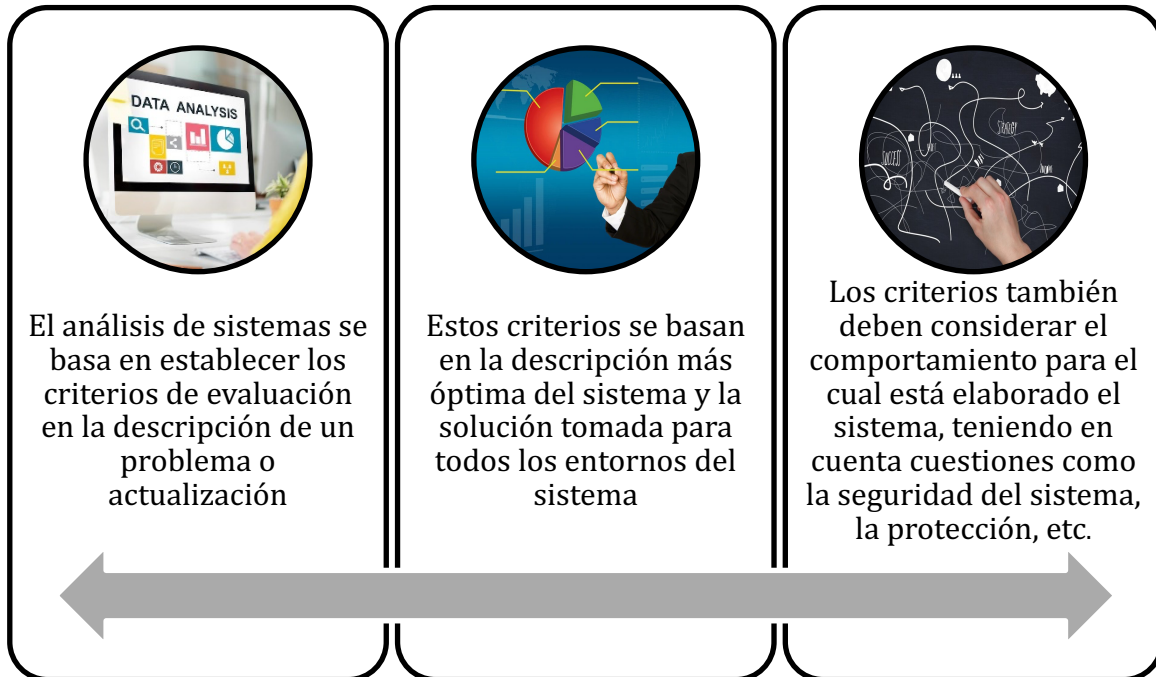 DATA ANALYSIS
El análisis de sistemas se
basa en establecer los
criterios de evaluación
en la descripción de un
problema o
actualización
Estos criterios se basan
en la descripción más
óptima del sistema y la
solución tomada para
todos los entornos del
sistema
STRATEGY
SUCCESS
Los criterios también
deben considerar el
comportamiento para el
cual está elaborado el
sistema, teniendo en
cuenta cuestiones como
la seguridad del sistema,
la protección, etc.